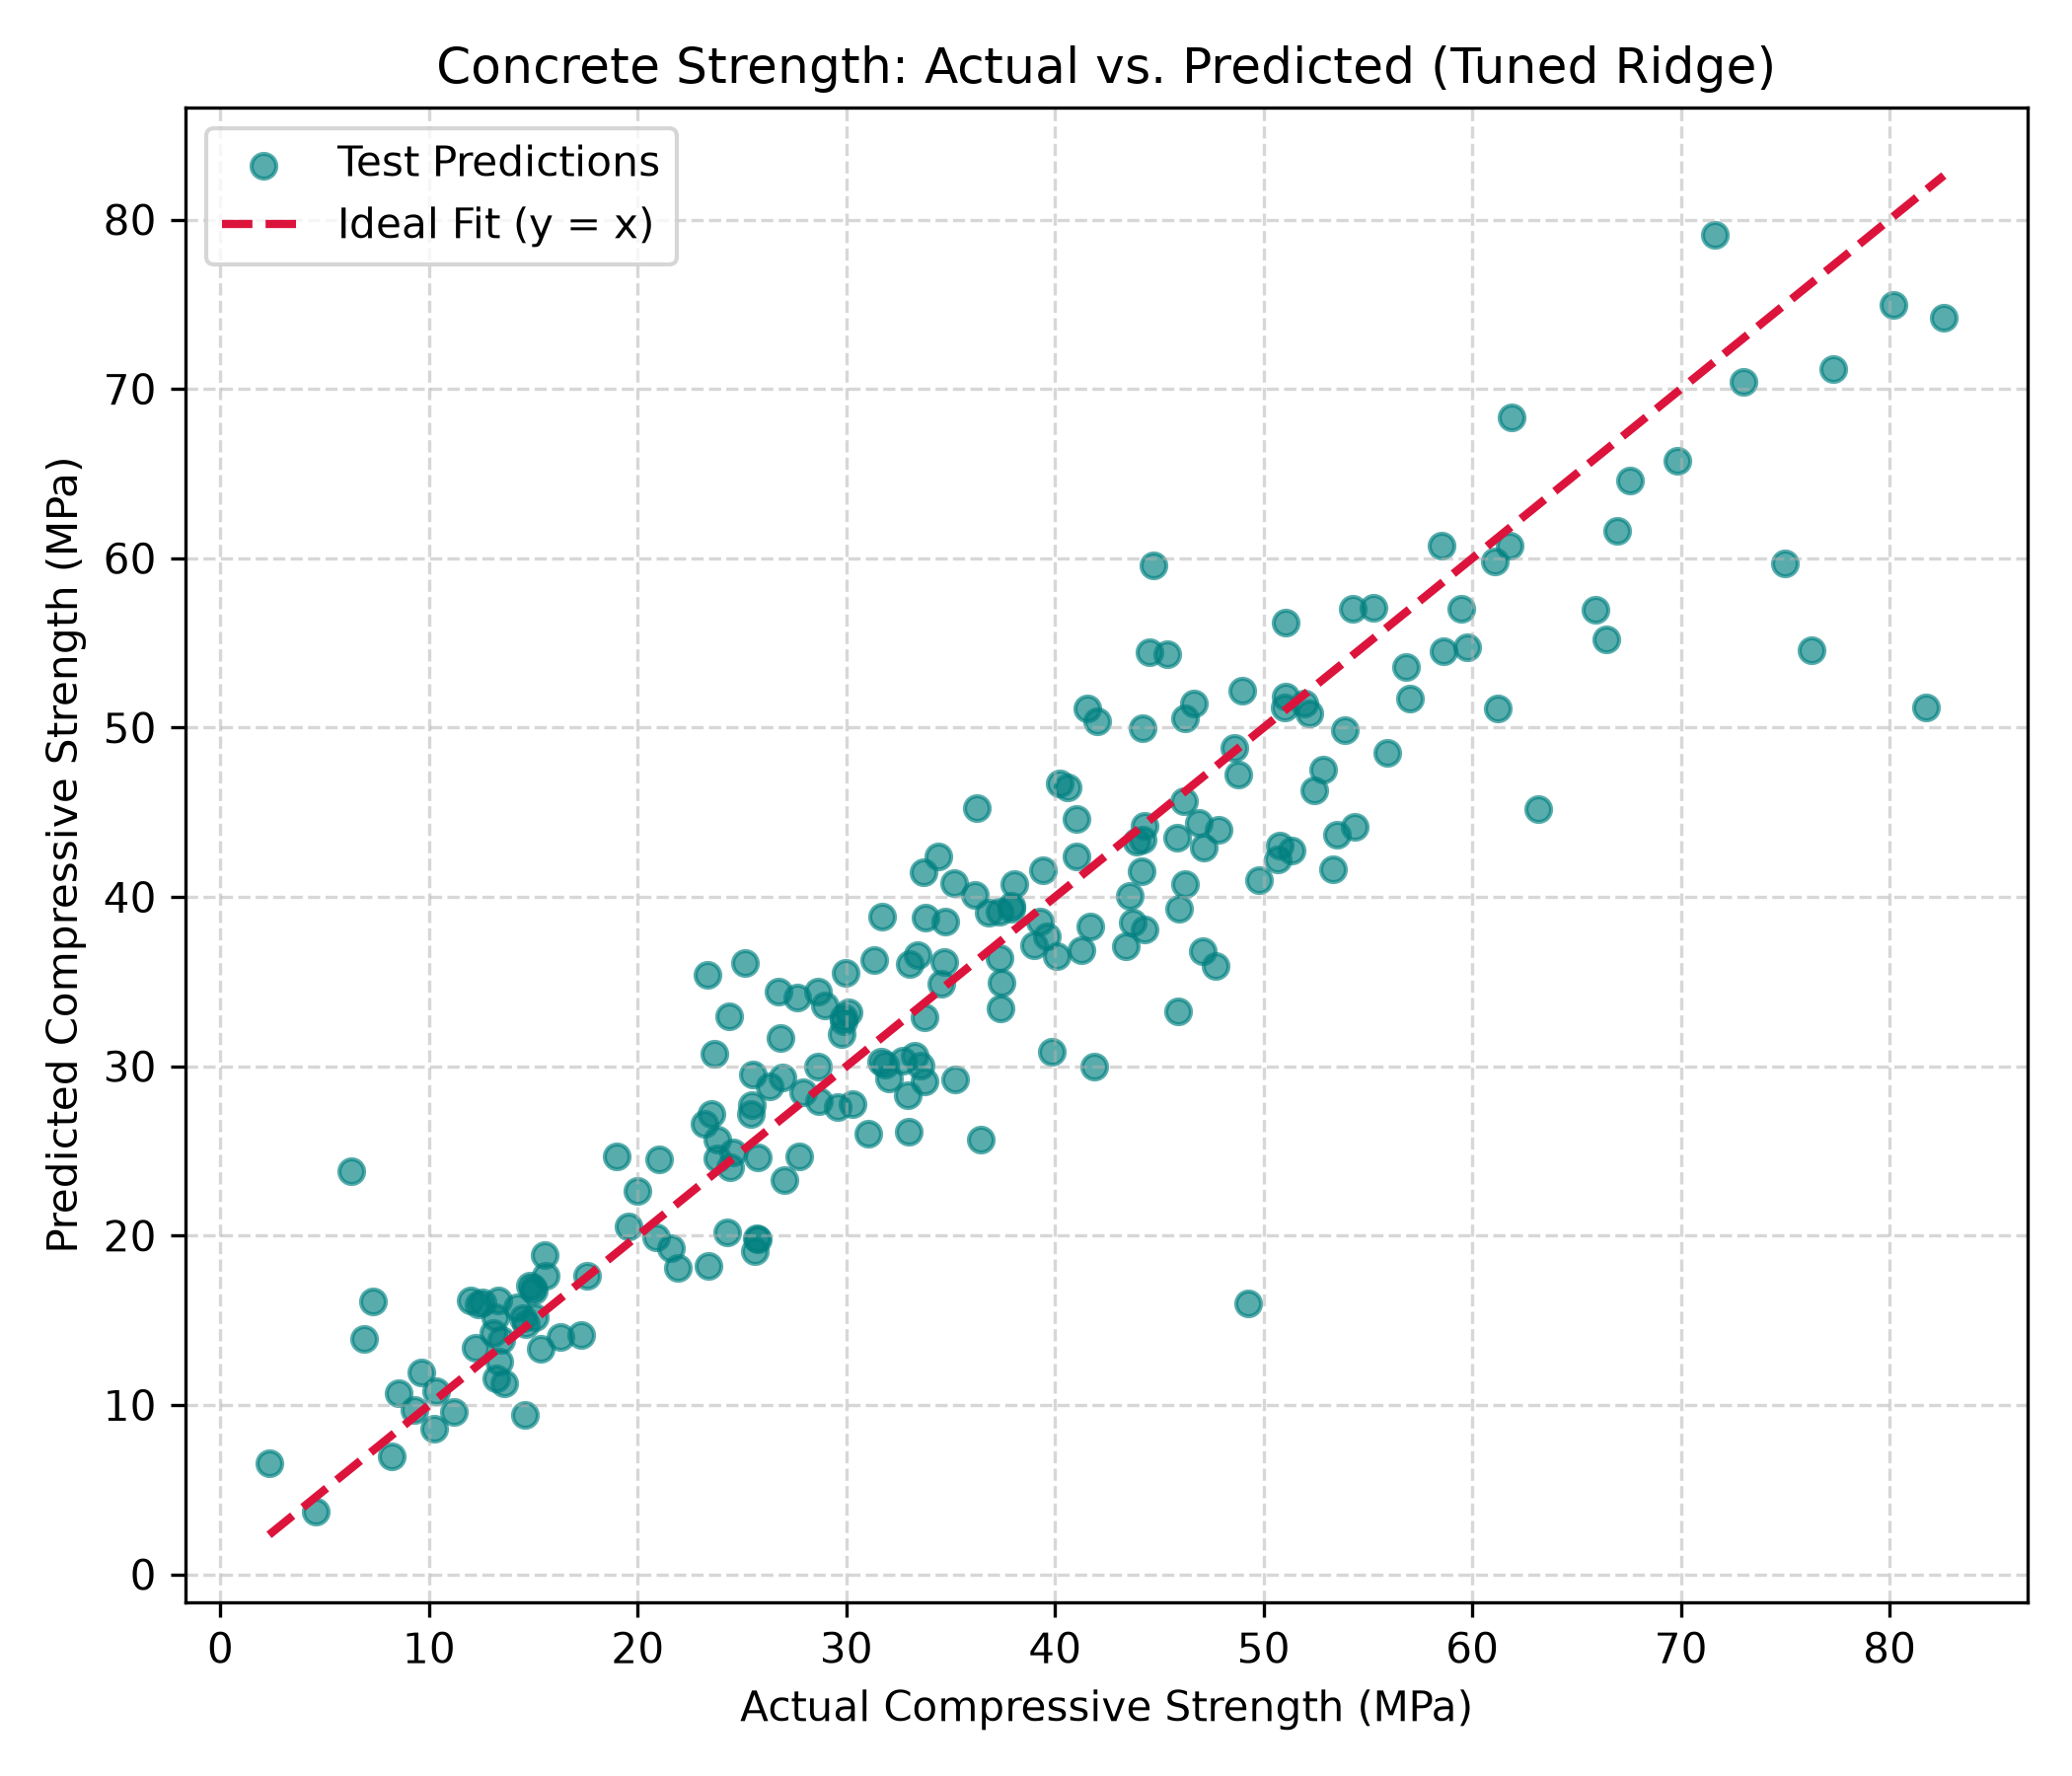 Concrete Strength: Actual vs. Predicted (Tuned Ridge)
Test Predictions
Ideal Fit (y = x)
Predicted Compressive Strength (MPa)
80
70
60
50
40
30
20
10
0
0 10 20 30 40 50 60 70 80
Actual Compressive Strength (MPa)